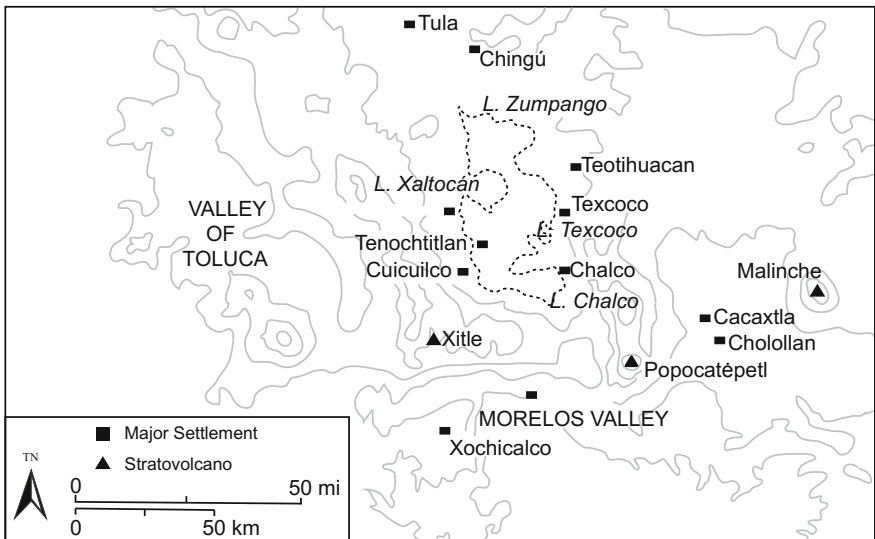 Tula
Chingú
L. Zumpango
Teotihuacan
L. Xaltocán
VALLEY
OF
TOLUCA
Texcoco
L. Texcoco
Tenochtitlan
Cuicuilco
Chalco
Malinche
L. Chalco
Cacaxtla
Xitle
Cholollan
Popocatépetl
MORELOS VALLEY
Xochicalco
Major Settlement
Stratovolcano
TN
0 50 mi
0 50 km